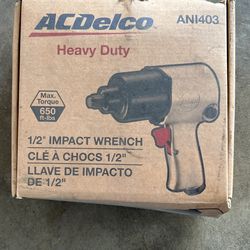 ACDelco
ANI403
Heavy Duty
Max.
Torque
650
ft-lbs
1/2" IMPACT WRENCH
CLÉ À CHOCS 1/2"
LLAVE DE IMPACTO
DE 1/2"